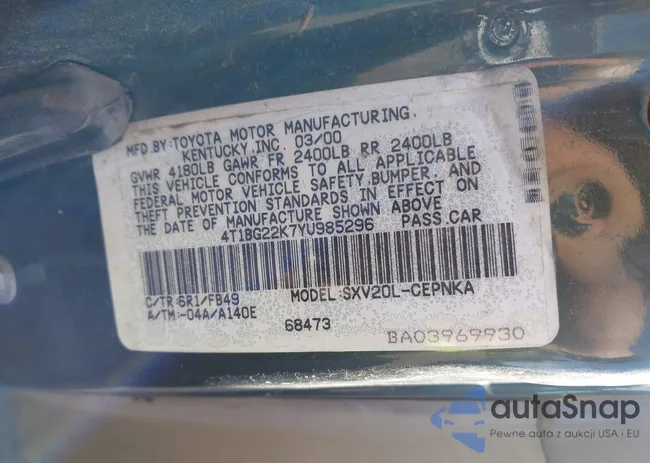 MFD.BY:TOYOTA MOTOR MANUFACTURING,
KENTUCKY,INC. 03/00
GVWR 4180LB GAWR FR 2400LB RR 2400LB
THIS VEHICLE CONFORMS TO ALL APPLICABLE
FEDERAL MOTOR VEHICLE SAFETY BUMPER, AND
THEFT PREVENTION STANDARDS IN EFFECT ON
THE DATE OF MANUFACTURE SHOWN ABOVE
4T1BG22K7YU985296 PASS.CAR
C/TR:6R1/FB49 MODEL:SXV20L-CEPNKA
A/TM:-04A/A140E
68473
BA03969930
autaSnap
Pewne auta z aukcji USA i EU